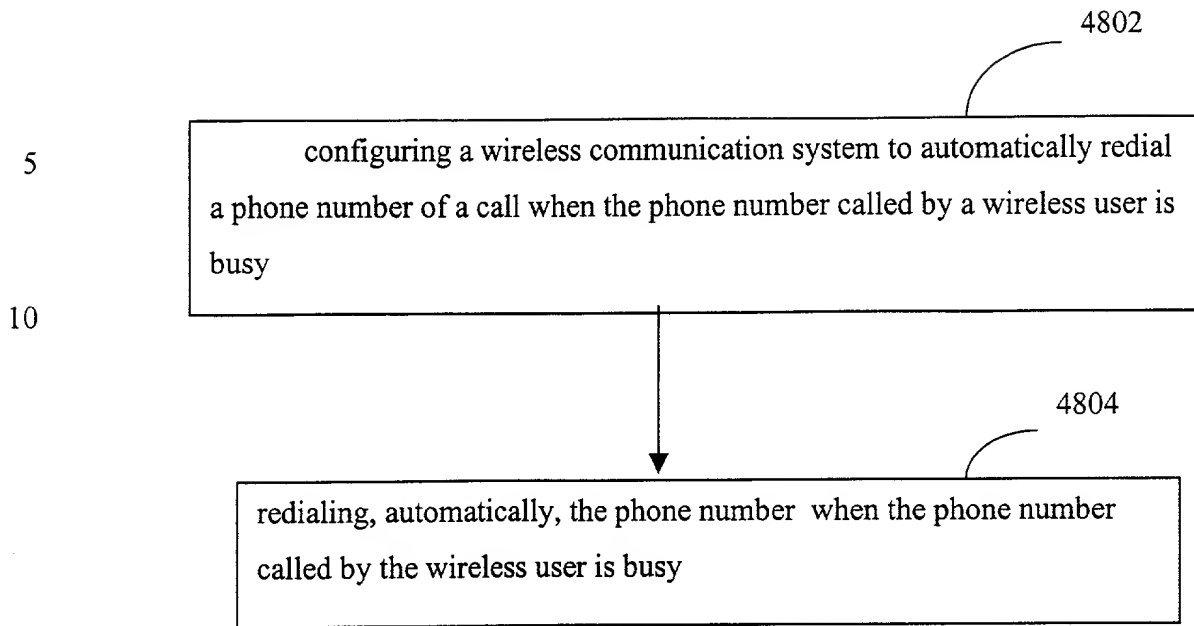 4802
5
configuring a wireless communication system to automatically redial
a phone number of a call when the phone number called by a wireless user is
busy
10
4804
redialing, automatically, the phone number when the phone number
called by the wireless user is busy